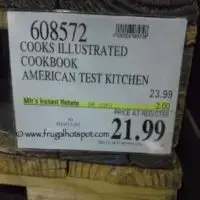 608572
COOKS ILLUSTRATED
COOKBOOK
AMERICAN TEST KITCHEN
23.99
Mfr's Instant Rebate
2.00
PRICE AT REGISTER
21.99
www.frugalhotspot.com